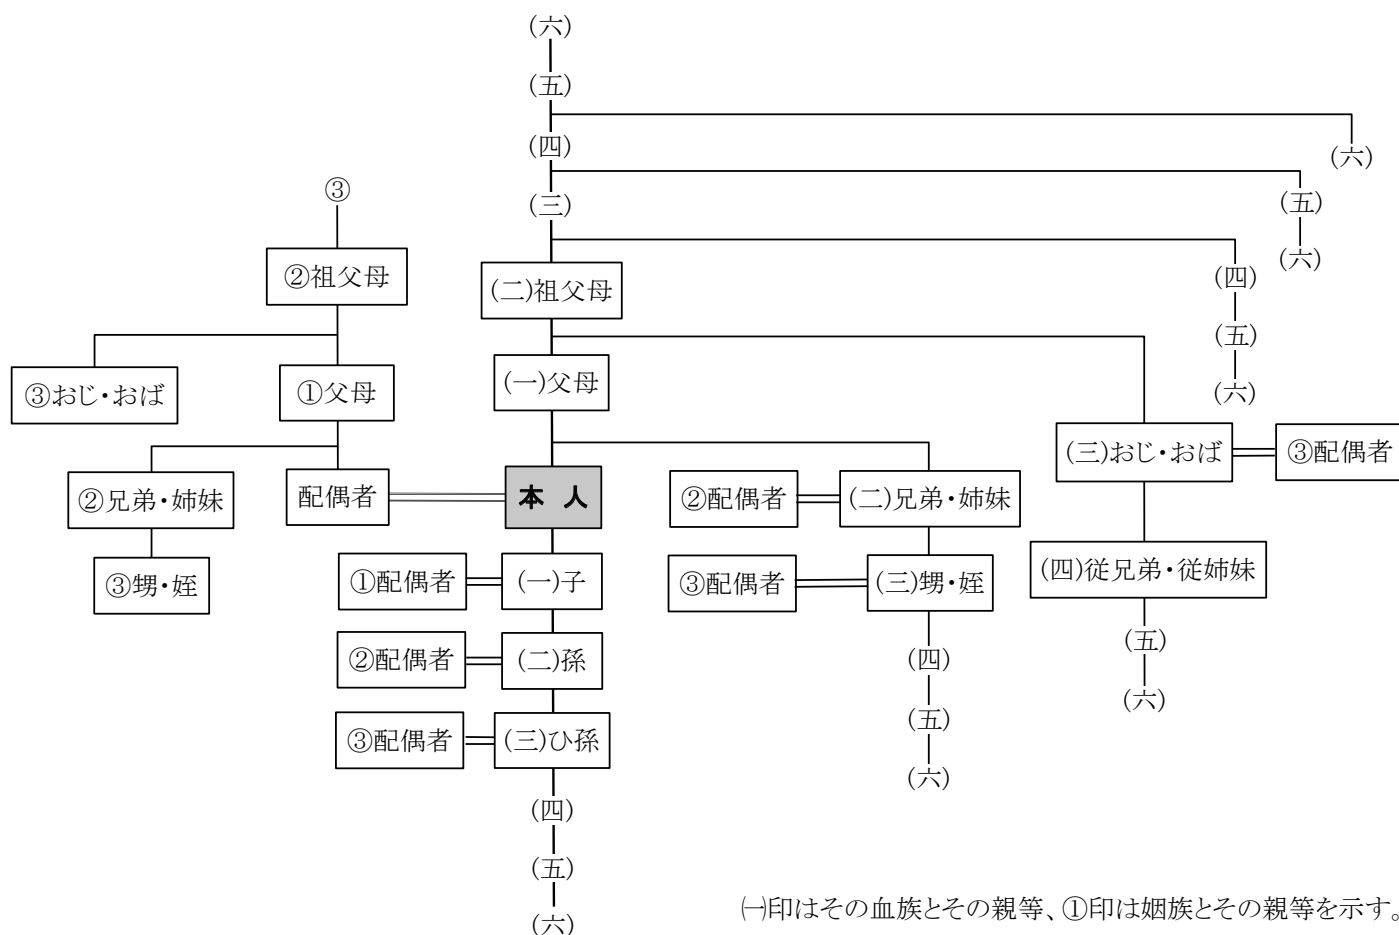 (六)
(五)
(四)
(六)
③
(三)
(五)
②祖父母
(二)祖父母
(四)
(六)
(五)
③おじ・おば
①父母
(一)父母
(六)
(三)おじ・おば
③配偶者
②兄弟・姉妹
配偶者
本 人
②配偶者
(二)兄弟・姉妹
③甥・姪
①配偶者
(一)子
③配偶者
(三)甥・姪
(四)従兄弟・従姉妹
②配偶者
(二)孫
(四)
(五)
③配偶者
(三)ひ孫
(五)
(六)
(四)
(六)
(五)
(六)
㈠印はその血族とその親等、①印は姻族とその親等を示す。